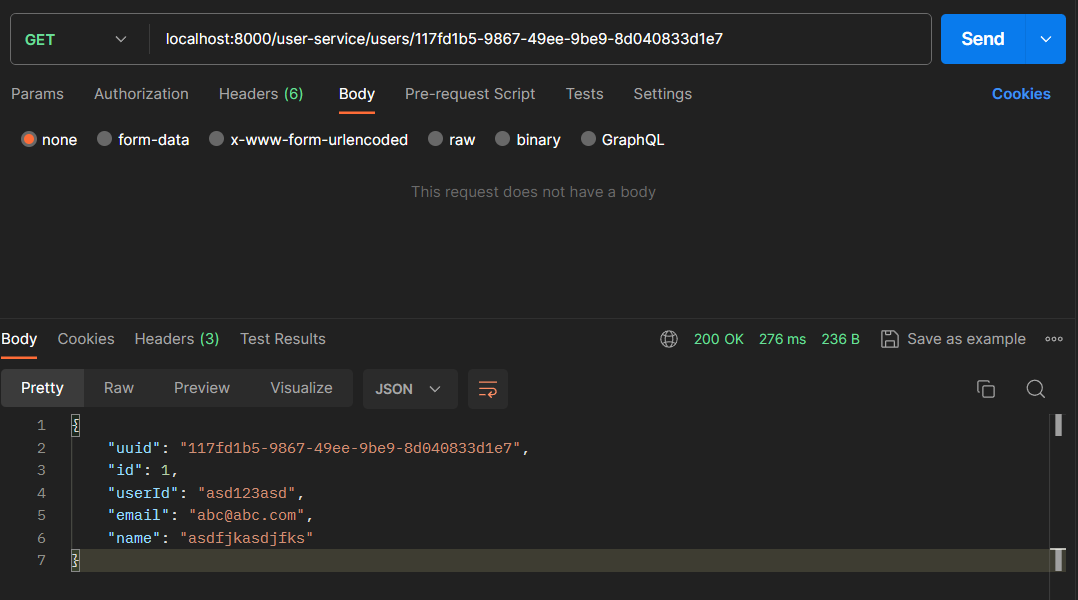 GET localhost:8000/user-service/users/117fd1b5-9867-49ee-9be9-8d040833d1e7 Send
Params Authorization Headers (6) Body Pre-request Script Tests Settings Cookies
none form-data x-www-form-urlencoded raw binary GraphQL
This request does not have a body
Body Cookies Headers (3) Test Results 200 OK 276 ms 236 B Save as example
Pretty Raw Preview Visualize JSON
1 {
2 "uuid": "117fd1b5-9867-49ee-9be9-8d040833d1e7",
3 "id": 1,
4 "userId": "asd123asd",
5 "email": "abc@abc.com",
6 "name": "asdfjkasdjfks"
7 }